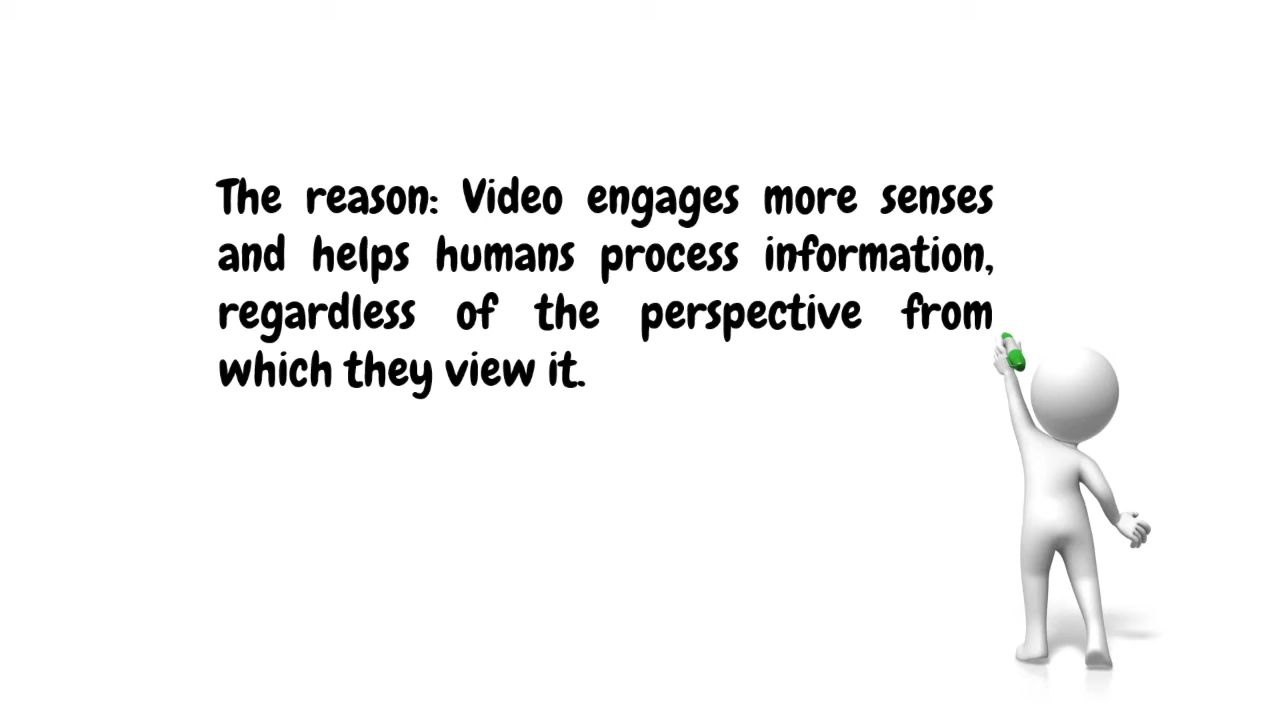 The reason: Video engages more senses
and helps humans process information,
regardless of the perspective from
which they view it.